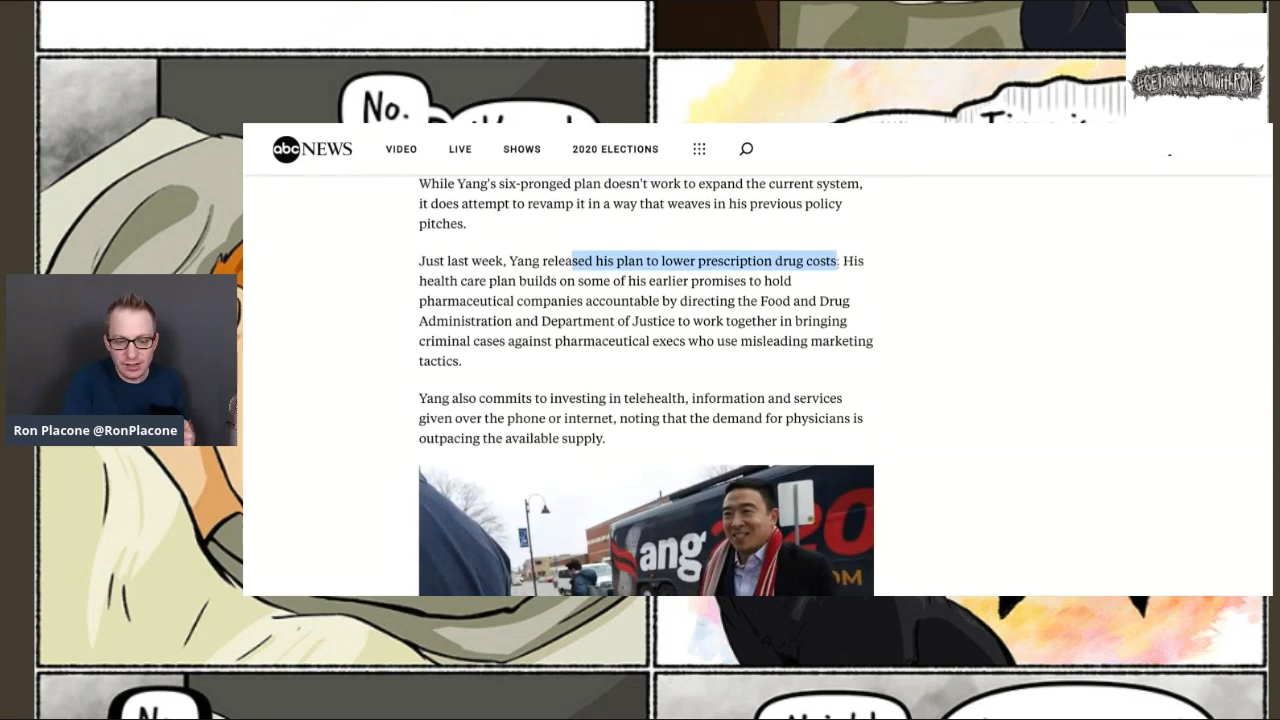 No.
#GETYOURNEWSONWITHRON
abc NEWS VIDEO LIVE SHOWS 2020 ELECTIONS
While Yang's six-pronged plan doesn't work to expand the current system,
it does attempt to revamp it in a way that weaves in his previous policy
pitches.
Just last week, Yang released his plan to lower prescription drug costs. His
health care plan builds on some of his earlier promises to hold
pharmaceutical companies accountable by directing the Food and Drug
Administration and Department of Justice to work together in bringing
criminal cases against pharmaceutical execs who use misleading marketing
tactics.
Yang also commits to investing in telehealth, information and services
given over the phone or internet, noting that the demand for physicians is
outpacing the available supply.
Ron Placone @RonPlacone
ang 2020
OM